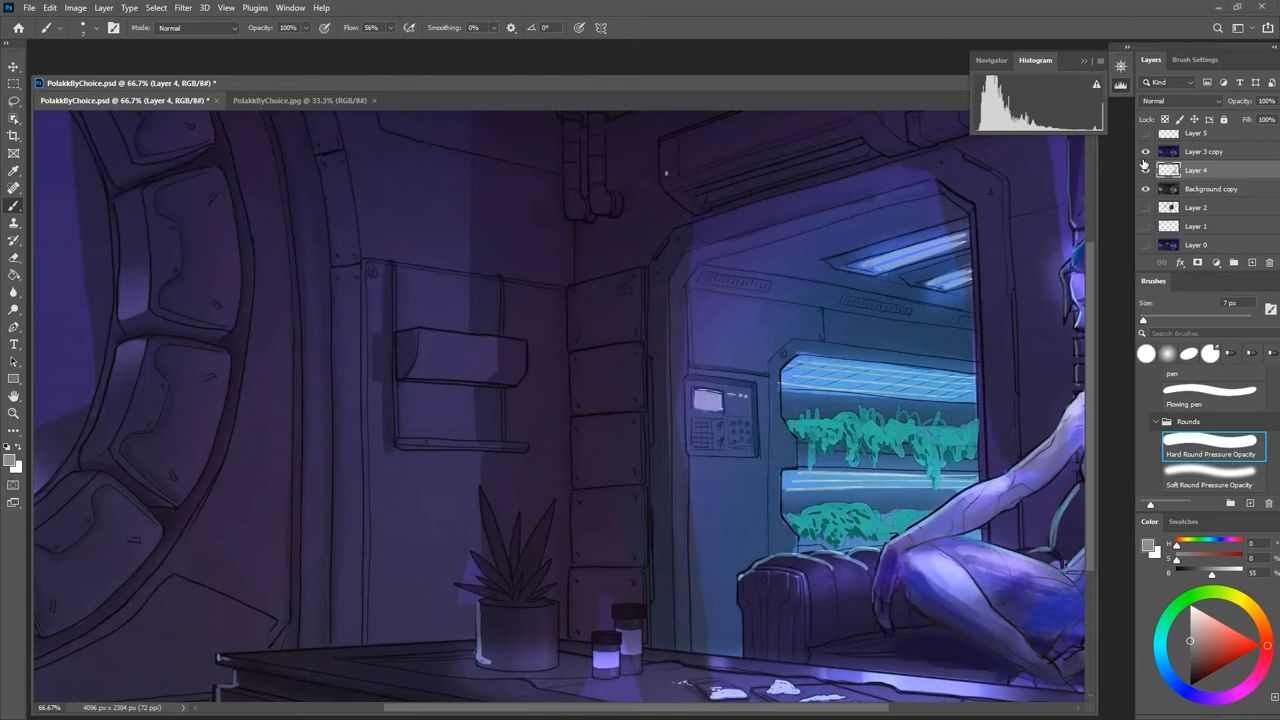 Ps File Edit Image Layer Type Select Filter 3D View Plugins Window Help
7 Mode: Normal Opacity: 100% Flow: 56% Smoothing: 0% 0°
Ps PolakkByChoice.psd @ 66.7% (Layer 4, RGB/8#) *
PolakkByChoice.psd @ 66.7% (Layer 4, RGB/8#) * × PolakkByChoice.jpg @ 33.3% (RGB/8#) ×
Navigator Histogram
Layers Brush Settings
Kind
Normal Opacity: 100%
Lock: Fill: 100%
Layer 5
Layer 3 copy
Layer 4
Background copy
Layer 2
Layer 1
Layer 0
fx
Brushes
Size: 7 px
Search Brushes
pen
Flowing pen
Rounds
Hard Round Pressure Opacity
Soft Round Pressure Opacity
Color Swatches
H 0 °
S 0 %
B 55 %
66.67% 4096 px x 2304 px (72 ppi)